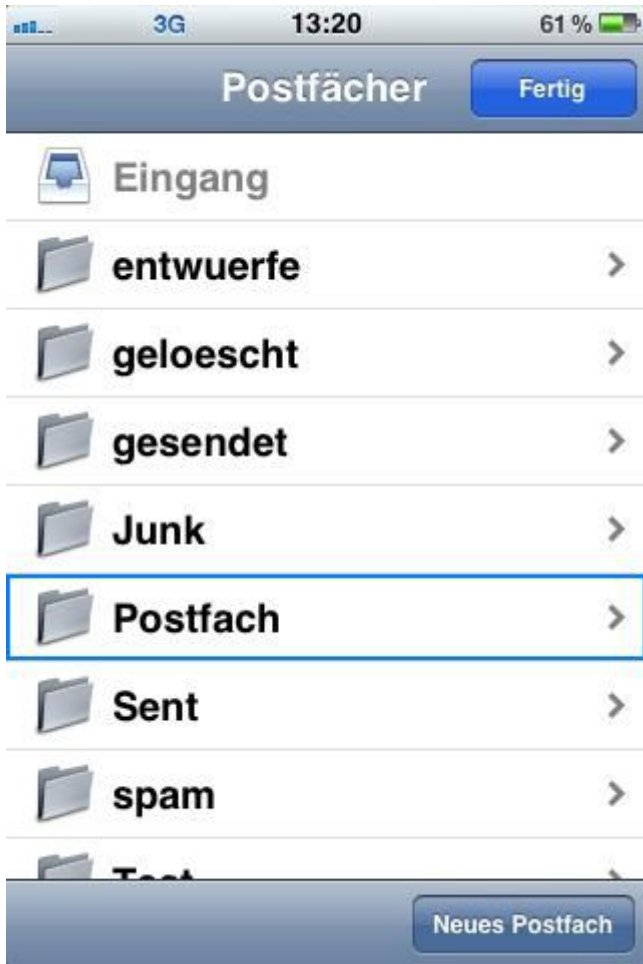 3G 13:20 61 %
Postfächer Fertig
Eingang
entwuerfe
geloescht
gesendet
Junk
Postfach
Sent
spam
Neues Postfach